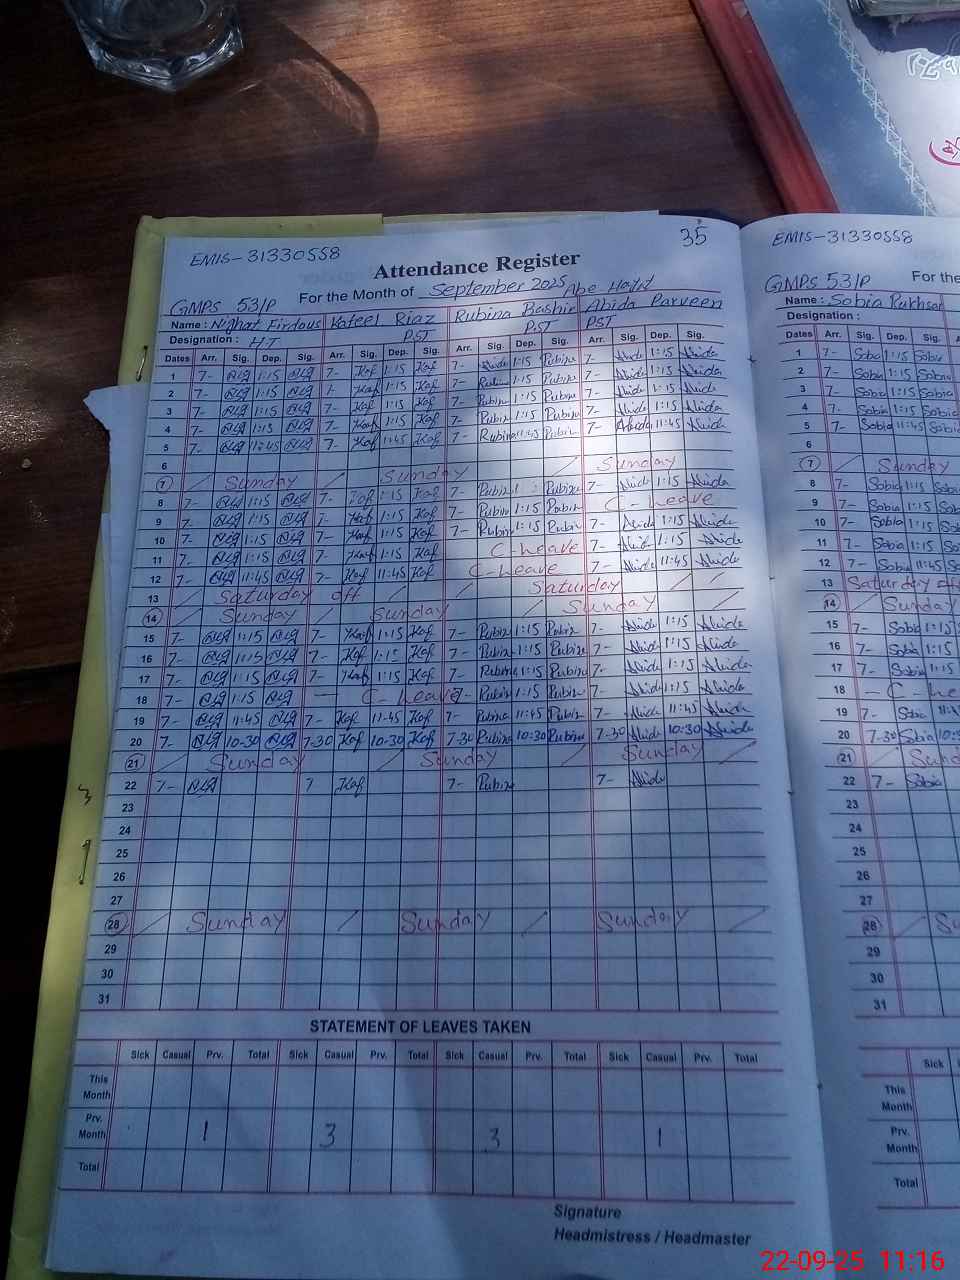 35
EMIS-31330558
Attendance Register
For the Month of September 2025
GMPS 53/P
Name : Nighat Firdous Kateel Riaz Rubina Bashir Abida Parveen
Designation : HT PST PST PST
Dates Arr. Sig. Dep. Sig. Arr. Sig. Dep. Sig. Arr. Sig. Dep. Sig. Arr. Sig. Dep. Sig.
1 7- 1:15 7- Kaf 1:15 Kaf 7- 1:15 Rubina 7- Abida 1:15 Abida
2 7- 1:15 7- Kaf 1:15 Kaf 7- Rubina 1:15 Rubina 7- Abida 1:15 Abida
3 7- 1:15 7- Kaf 1:15 Kaf 7- Rubina 1:15 Rubina 7- Abida 1:15 Abida
4 7- 1:15 7- Kaf 1:15 Kaf 7- Rubina 1:15 Rubina 7- Abida 1:15 Abida
5 7- 11:45 7- Kaf 11:45 Kaf 7- Rubina 11:45 Rubina 7- Abida 11:45 Abida
6
7 Sunday Sunday Sunday
8 7- 1:15 7- Kaf 1:15 Kaf 7- Rubina Rubina 7- Abida 1:15 Abida
9 7- 1:15 7- Kaf 1:15 Kaf 7- Rubina 1:15 Rubina C-Leave
10 7- 1:15 7- Kaf 1:15 Kaf 7- Rubina 1:15 Rubina 7- Abida 1:15 Abida
11 7- 1:15 7- Kaf 1:15 Kaf C-Leave 7- Abida 1:15 Abida
12 7- 11:45 7- Kaf 11:45 Kaf C-Leave 7- Abida 11:45 Abida
13 Saturday off Saturday
14 Sunday Sunday Sunday
15 7- 1:15 7- Kaf 1:15 Kaf 7- Rubina 1:15 Rubina 7- Abida 1:15 Abida
16 7- 1:15 7- Kaf 1:15 Kaf 7- Rubina 1:15 Rubina 7- Abida 1:15 Abida
17 7- 1:15 7- Kaf 1:15 Kaf 7- Rubina 1:15 Rubina 7- Abida 1:15 Abida
18 7- 1:15 — C-Leave 7- Rubina 1:15 Rubina 7- Abida 1:15 Abida
19 7- 11:45 7- Kaf 11-45 Kaf 7- Rubina 11:45 Rubina 7- Abida 11:45 Abida
20 7- 10-30 7-30 Kaf 10-30 Kaf 7-30 Rubina 10:30 Rubina 7-30 Abida 10:30 Abida
21 Sunday Sunday Sunday
22 7- 7 Kaf 7- Rubina 7- Abida
23
24
25
26
27
28 Sunday Sunday Sunday
29
30
31
STATEMENT OF LEAVES TAKEN
Sick Casual Prv. Total Sick Casual Prv. Total Sick Casual Prv. Total Sick Casual Prv. Total
This Month
Prv. Month 1 3 3 1
Total
Signature
Headmistress / Headmaster
EMIS-31330558
GMPS 53/P For the
Name : Sobia Rukhsar
Designation :
Dates Arr. Sig. Dep. Sig.
1 7- Sobia 1:15 Sobia
2 7- Sobia 1:15 Sobia
3 7- Sobia 1:15 Sobia
4 7- Sobia 1:15 Sobia
5 7- Sobia 11:45 Sobia
6
7 Sunday
8 7- Sobia 1:15 Sobia
9 7- Sobia 1:15
10 7- Sobia 1:15
11 7- Sobia 1:15
12 7- Sobia 11:45
13 Saturday off
14 Sunday
15 7- Sobia 1:15
16 7- Sobia 1:15
17 7- Sobia 1:15
18 - C-Le
19 7- Sobia 11:
20 7-30 Sobia 10:
21 Sund
22 7- Sobia
23
24
25
26
27
28 Su
29
30
31
Sick
This Month
Prv. Month
Total
22-09-25 11:16